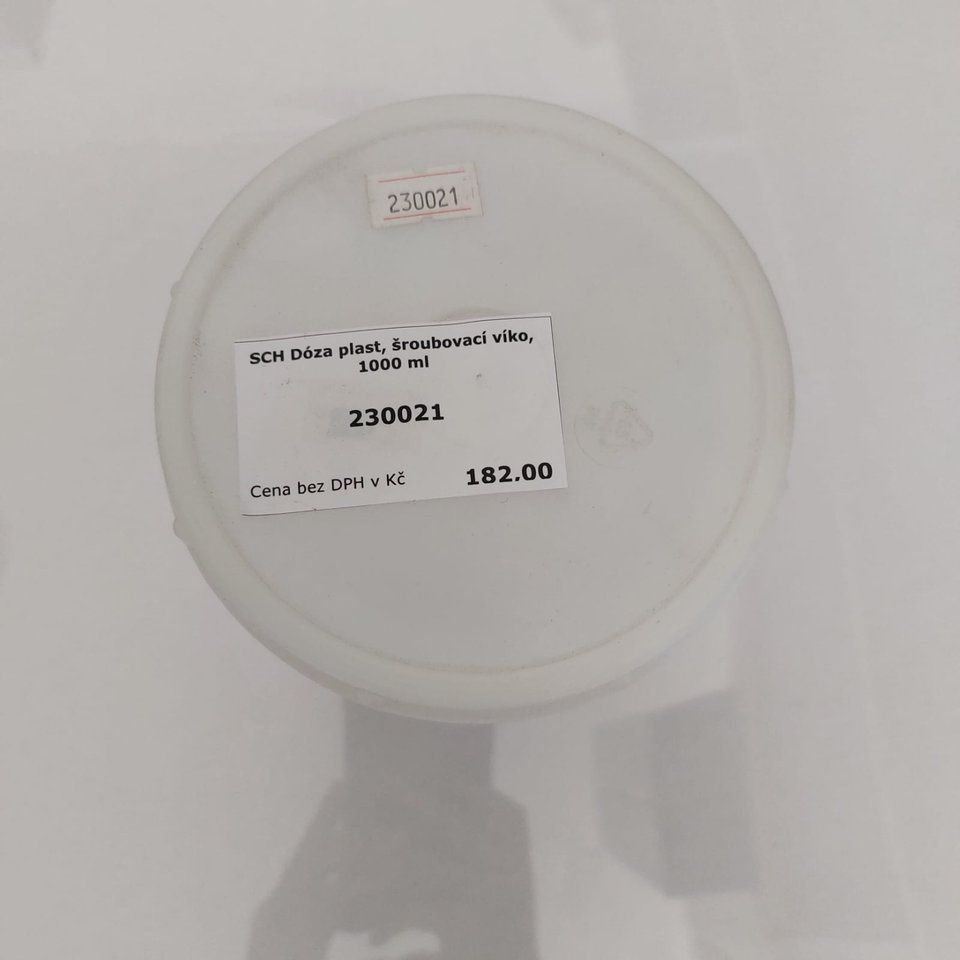 230021
SCH Dóza plast, šroubovací víko,
1000 ml
230021
Cena bez DPH v Kč 182.00